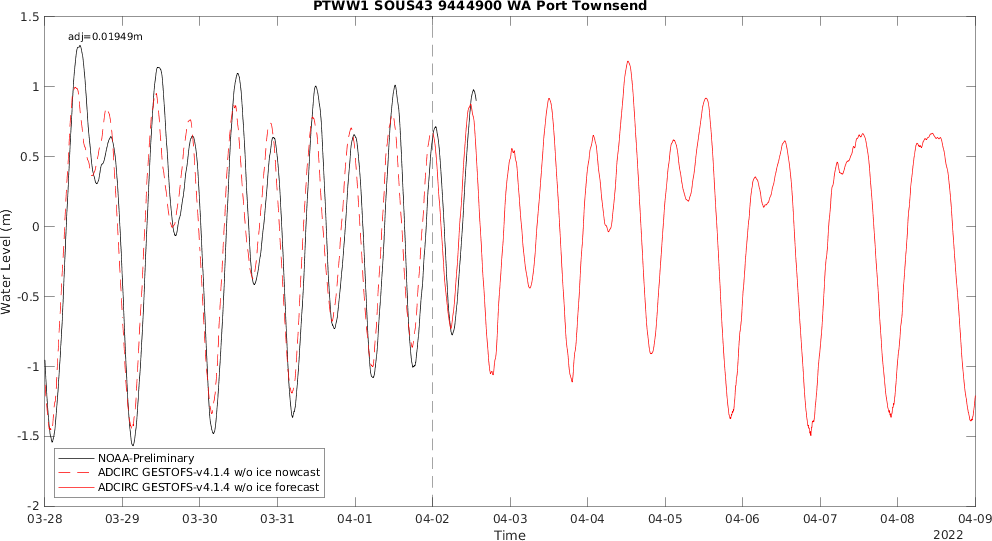 PTWW1 SOUS43 9444900 WA Port Townsend
adj=0.01949m
1.5
1
0.5
0
-0.5
-1
-1.5
-2
Water Level (m)
NOAA-Preliminary
ADCIRC GESTOFS-v4.1.4 w/o ice nowcast
ADCIRC GESTOFS-v4.1.4 w/o ice forecast
03-28 03-29 03-30 03-31 04-01 04-02 04-03 04-04 04-05 04-06 04-07 04-08 04-09
Time
2022